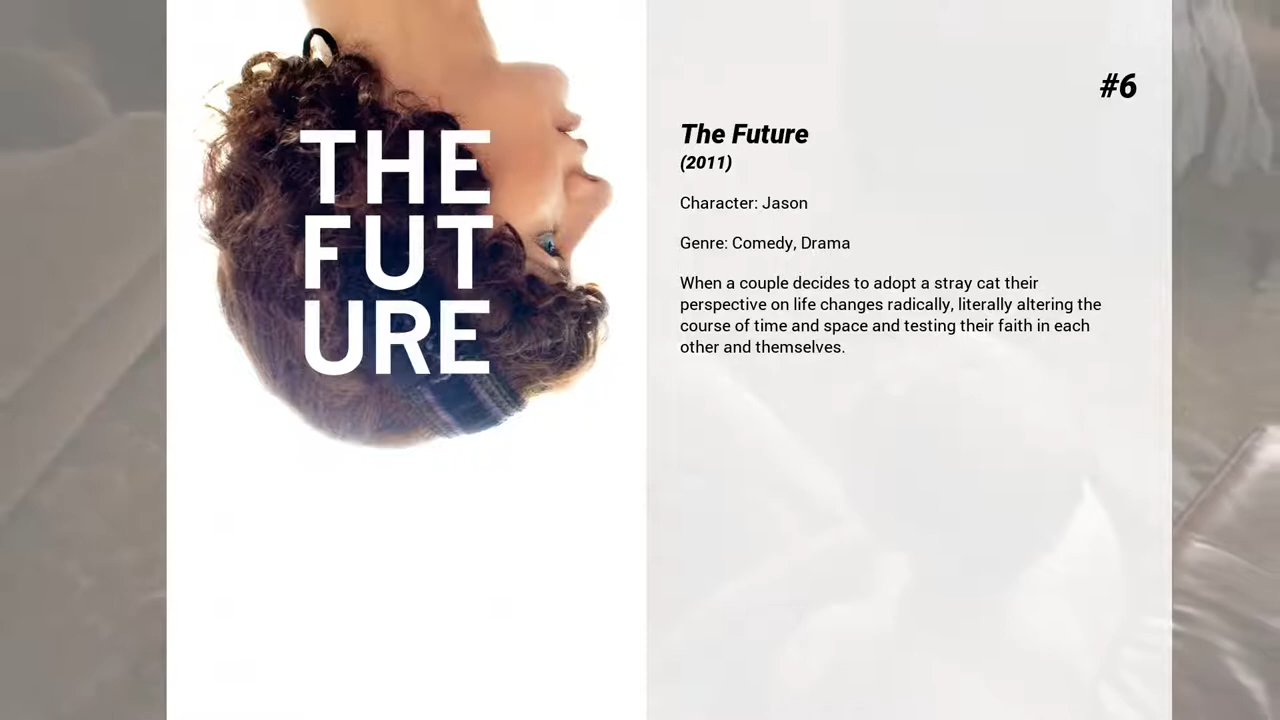 THE
FUT
URE
#6
The Future
(2011)
Character: Jason
Genre: Comedy, Drama
When a couple decides to adopt a stray cat their
perspective on life changes radically, literally altering the
course of time and space and testing their faith in each
other and themselves.